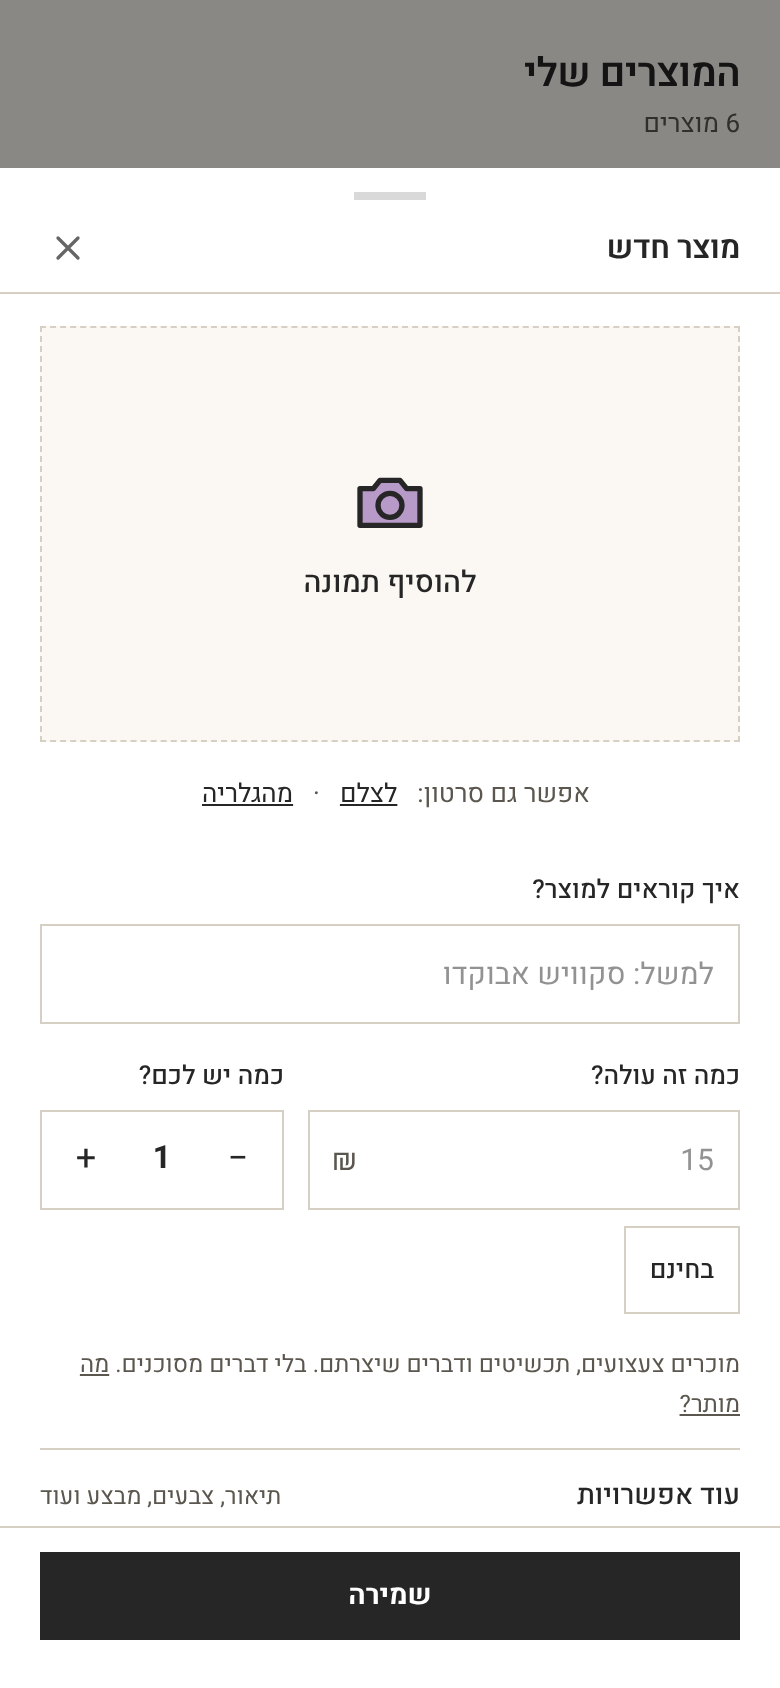 המוצרים שלי
6 מוצרים
מוצר חדש
להוסיף תמונה
אפשר גם סרטון: לצלם · מהגלריה
איך קוראים למוצר?
למשל: סקוויש אבוקדו
כמה זה עולה? כמה יש לכם?
15 ₪ − 1 +
בחינם
מוכרים צעצועים, תכשיטים ודברים שיצרתם. בלי דברים מסוכנים. מה
מותר?
עוד אפשרויות תיאור, צבעים, מבצע ועוד
שמירה